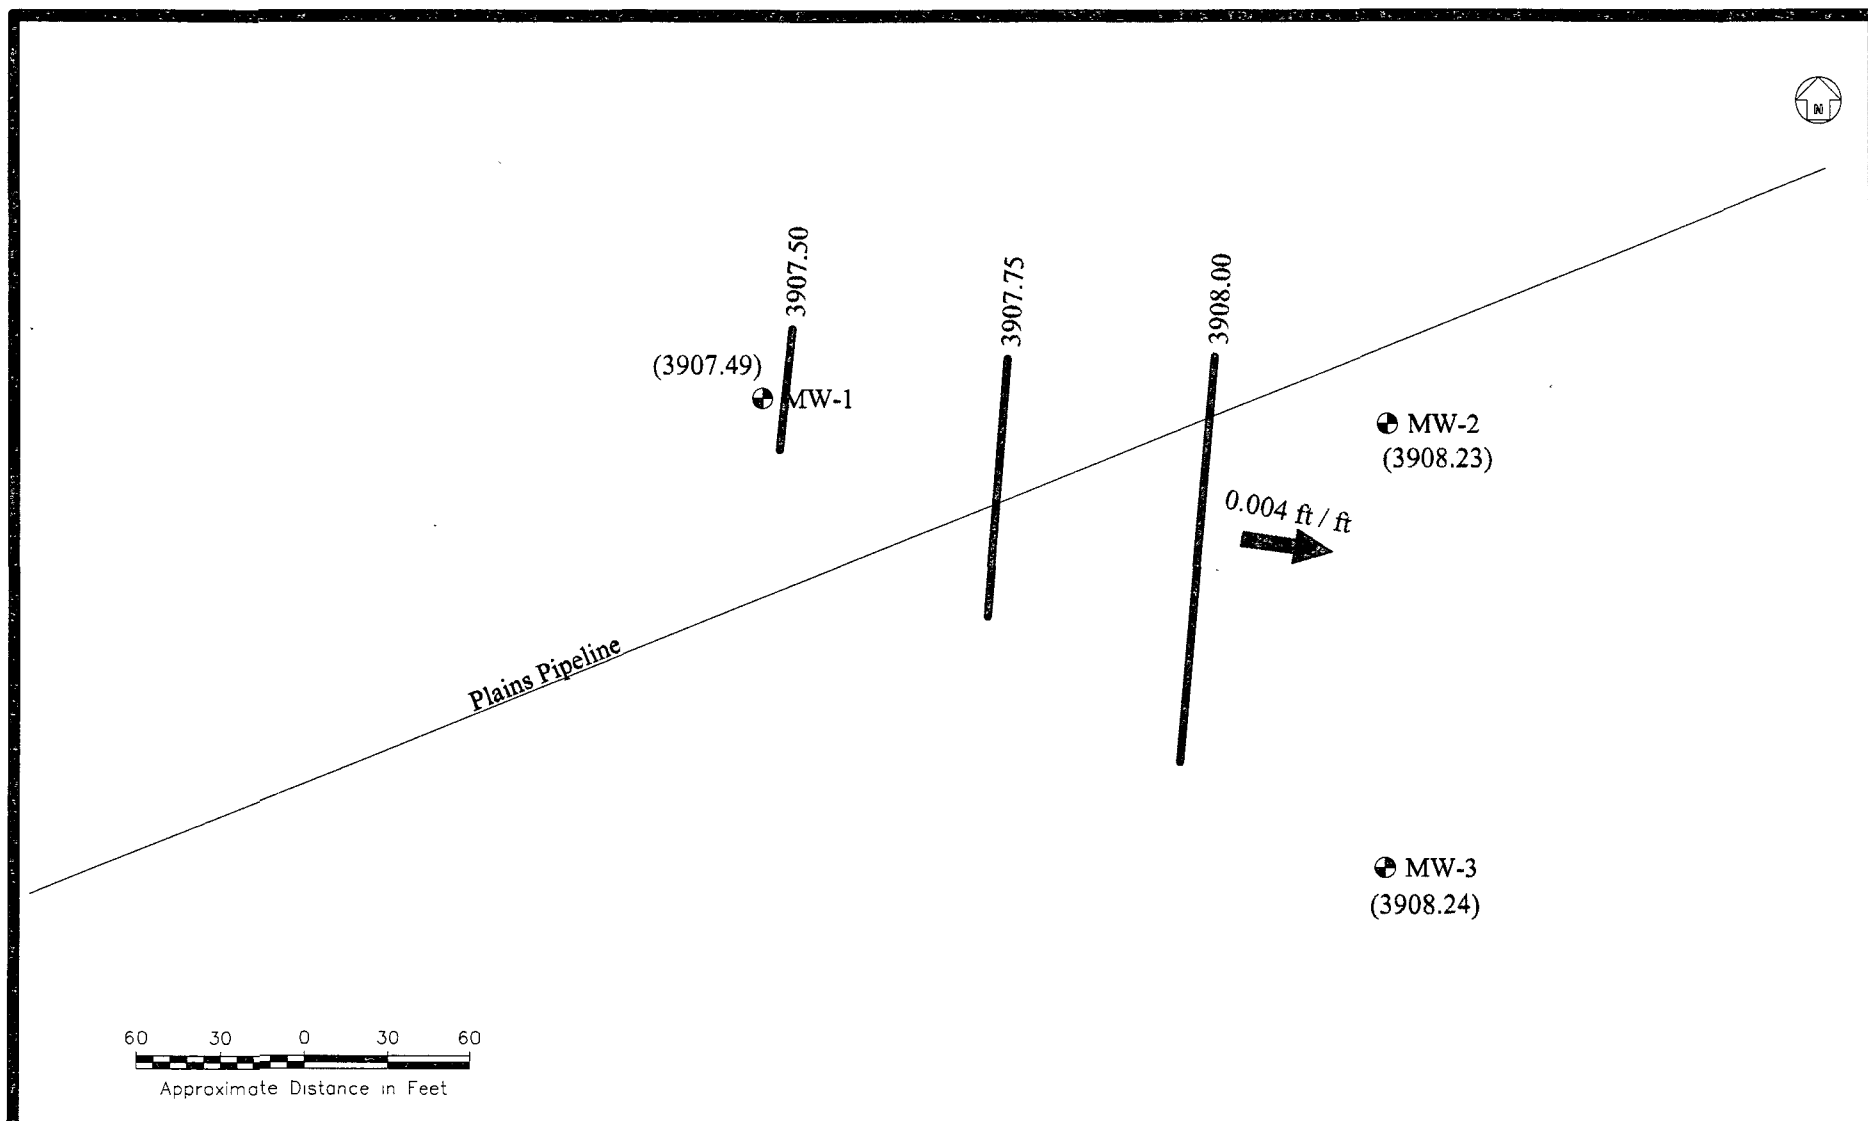 N
3907.50
3907.75
3908.00
(3907.49)
MW-1
MW-2
(3908.23)
0.004 ft / ft
Plains Pipeline
MW-3
(3908.24)
60 30 0 30 60
Approximate Distance in Feet